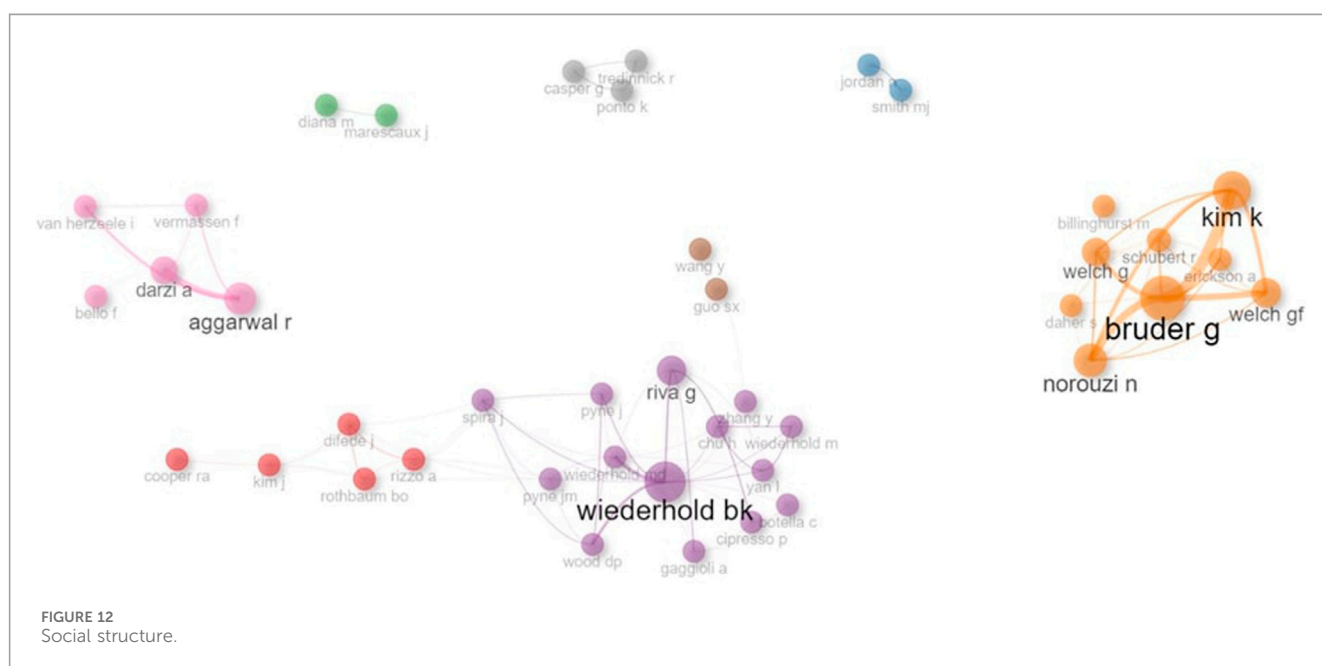 tredinnick r
casper g
ponto k
smith mj
diana m
marescaux j
van herzeele i
vermassen f
billinghurst m
kim k
schubert r
welch g
erickson a
darzi a
bello f
aggarwal r
wang y
guo sx
daher s
welch gf
bruder g
norouzi n
riva g
spira j
pyne j
zhang y
difede j
chu h
wiederhold m
cooper ra
kim j
rizzo a
rothbaum bo
wiederhold md
pyne jm
yan l
wiederhold bk
botella c
cipresso p
wood dp
gaggioli a
FIGURE 12
Social structure.